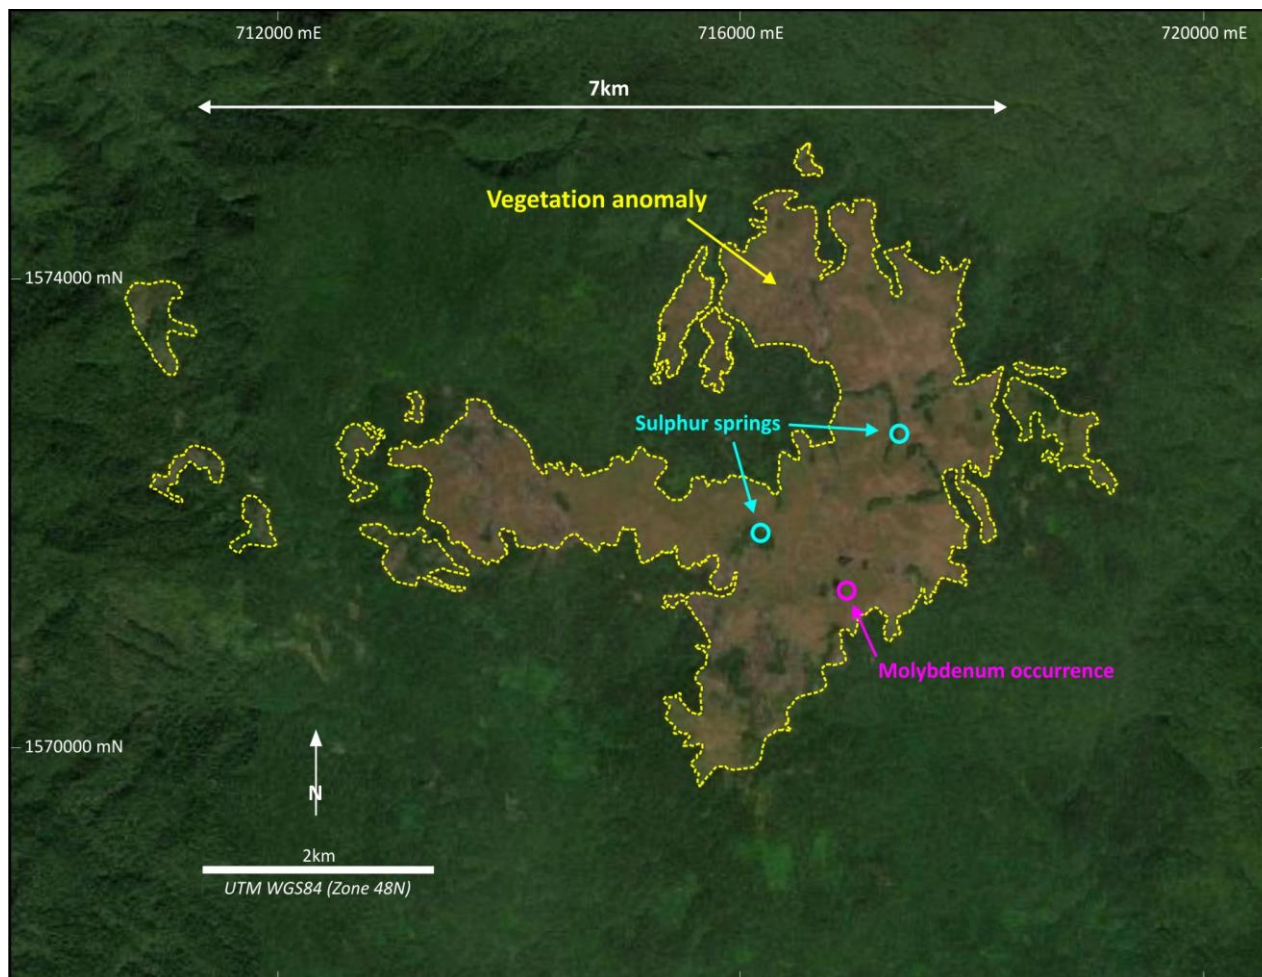 712000 mE
716000 mE
720000 mE
7km
Vegetation anomaly
1574000 mN
Sulphur springs
Molybdenum occurrence
1570000 mN
N
2km
UTM WGS84 (Zone 48N)